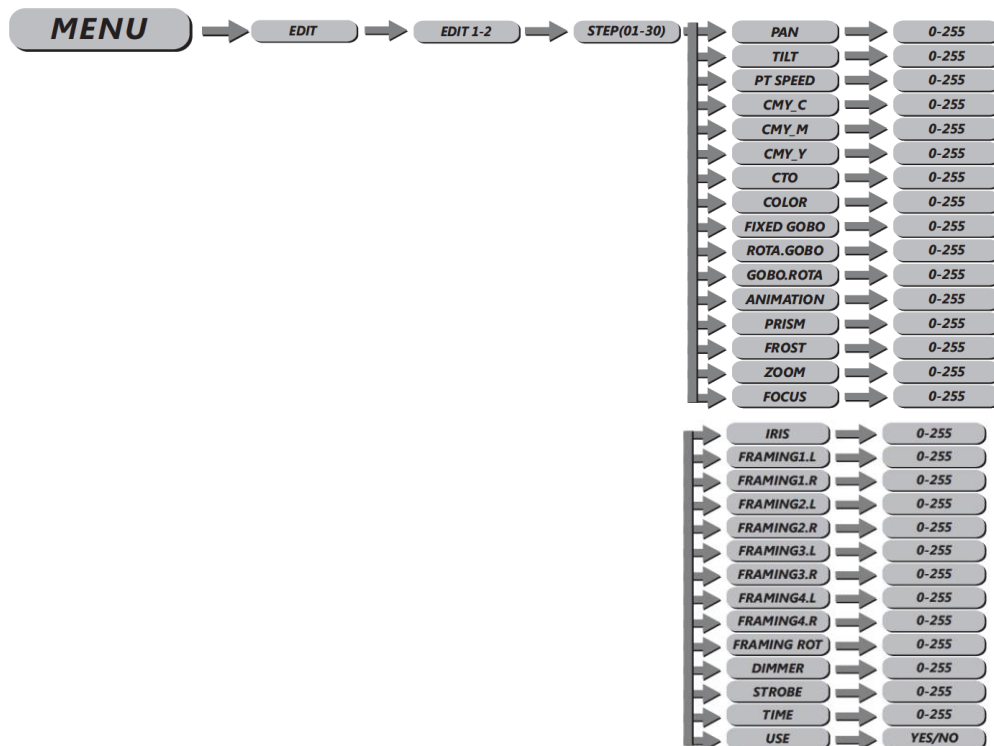 MENU EDIT EDIT 1-2 STEP(01-30) PAN 0-255
TILT 0-255
PT SPEED 0-255
CMY_C 0-255
CMY_M 0-255
CMY_Y 0-255
CTO 0-255
COLOR 0-255
FIXED GOBO 0-255
ROTA.GOBO 0-255
GOBO.ROTA 0-255
ANIMATION 0-255
PRISM 0-255
FROST 0-255
ZOOM 0-255
FOCUS 0-255
IRIS 0-255
FRAMING1.L 0-255
FRAMING1.R 0-255
FRAMING2.L 0-255
FRAMING2.R 0-255
FRAMING3.L 0-255
FRAMING3.R 0-255
FRAMING4.L 0-255
FRAMING4.R 0-255
FRAMING ROT 0-255
DIMMER 0-255
STROBE 0-255
TIME 0-255
USE YES/NO